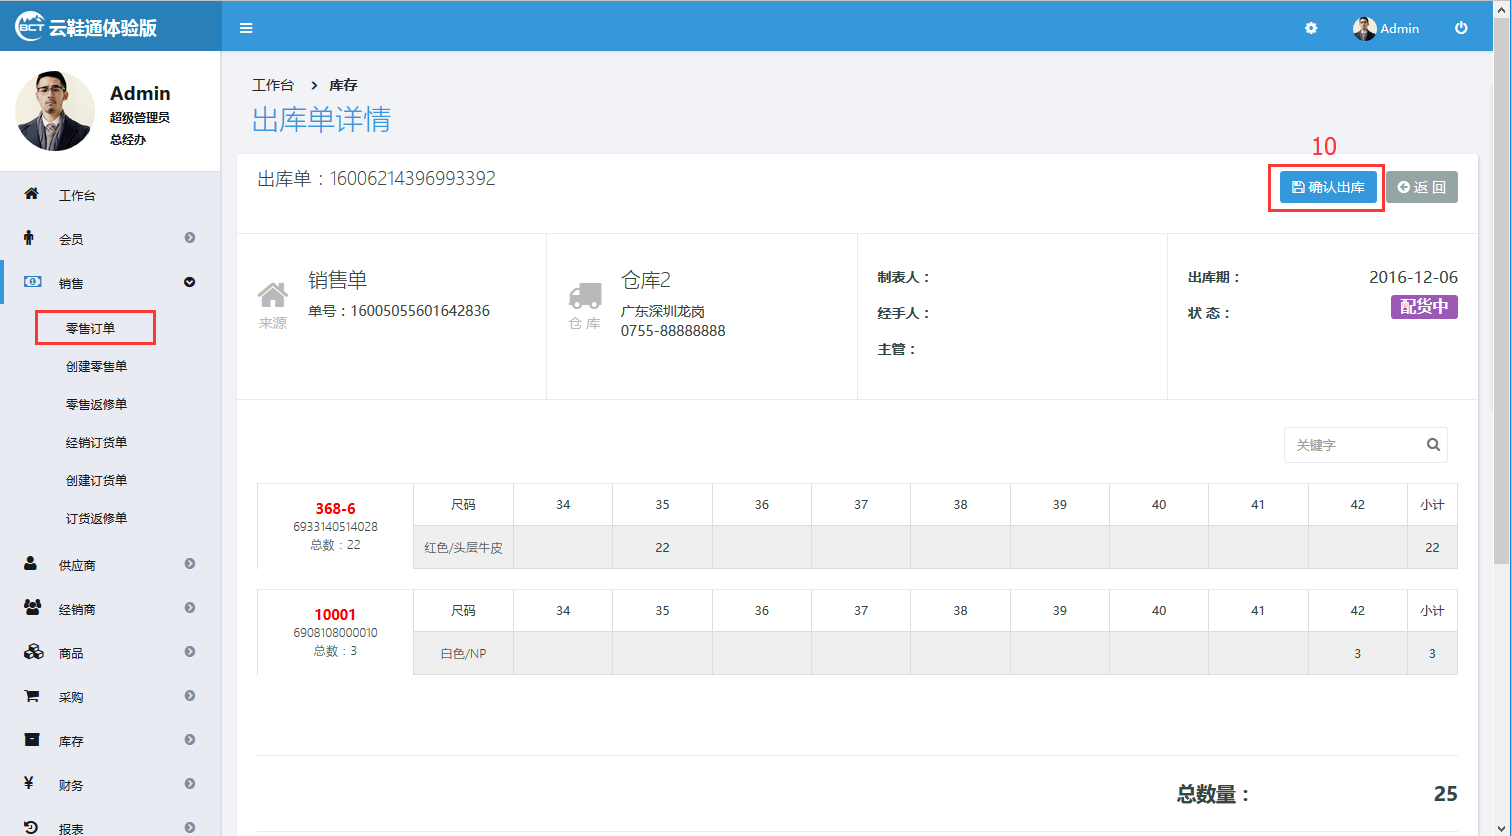 BCT 云鞋通体验版
Admin
Admin
超级管理员
总经办
工作台
会员
销售
零售订单
创建零售单
零售返修单
经销订货单
创建订货单
订货返修单
供应商
经销商
商品
采购
库存
财务
报表
工作台 > 库存
出库单详情
10
出库单：16006214396993392
确认出库
返 回
来源
销售单
单号：16005055601642836
仓 库
仓库2
广东深圳龙岗
0755-88888888
制表人：
经手人：
主管：
出库期： 2016-12-06
状 态： 配货中
关键字
368-6
6933140514028
总数：22
尺码 34 35 36 37 38 39 40 41 42 小计
红色/头层牛皮 22 22
10001
6908108000010
总数：3
尺码 34 35 36 37 38 39 40 41 42 小计
白色/NP 3 3
总数量： 25